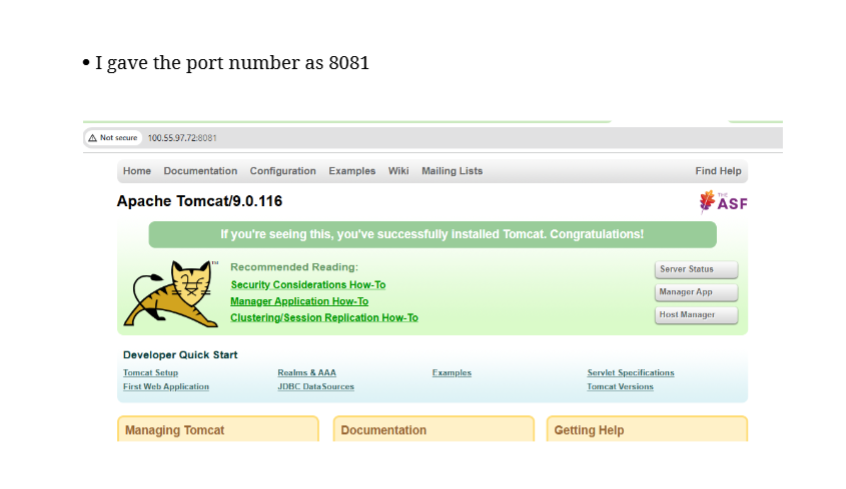 • I gave the port number as 8081
Not secure 100.55.97.72:8081
Home Documentation Configuration Examples Wiki Mailing Lists Find Help
Apache Tomcat/9.0.116
THE
ASF
If you're seeing this, you've successfully installed Tomcat. Congratulations!
TM
Recommended Reading:
Security Considerations How-To
Manager Application How-To
Clustering/Session Replication How-To
Server Status
Manager App
Host Manager
Developer Quick Start
Tomcat Setup Realms & AAA Examples Servlet Specifications
First Web Application JDBC DataSources Tomcat Versions
Managing Tomcat Documentation Getting Help